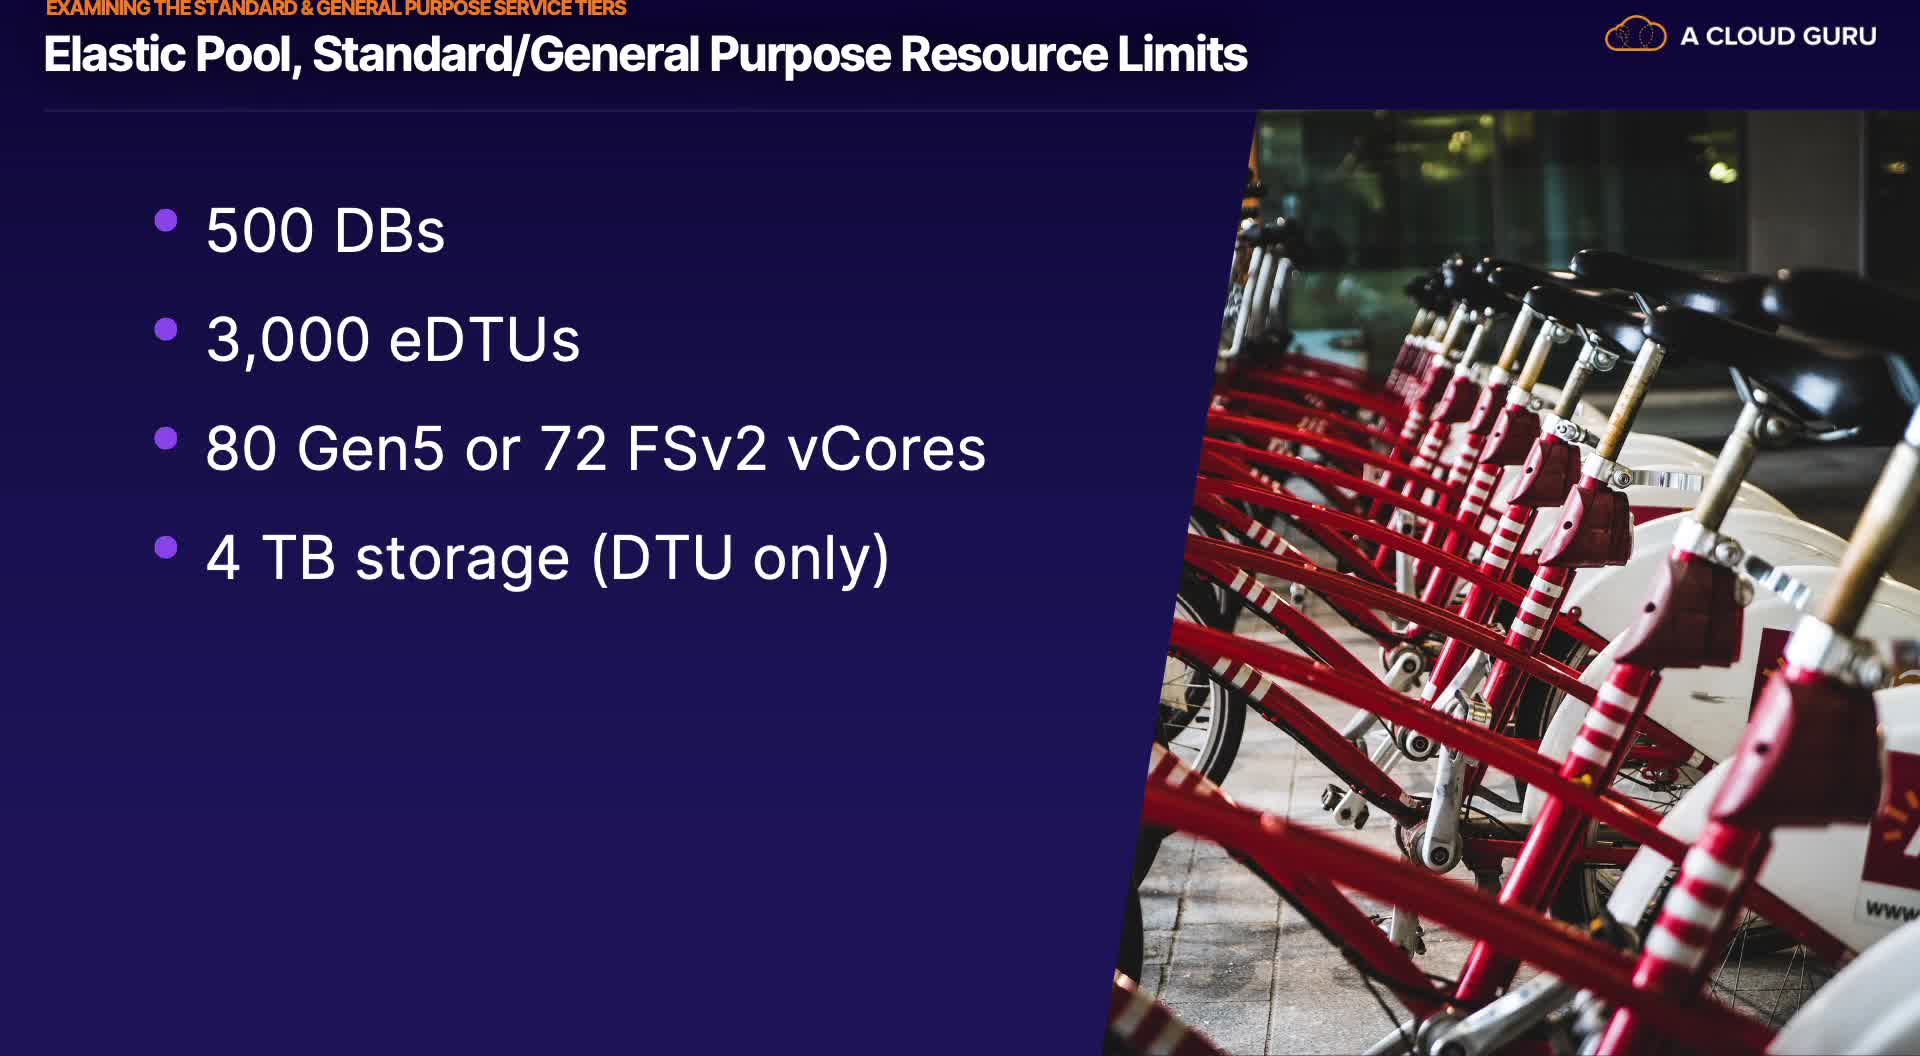 EXAMINING THE STANDARD & GENERAL PURPOSE SERVICE TIERS
Elastic Pool, Standard/General Purpose Resource Limits
A CLOUD GURU
500 DBs
3,000 eDTUs
80 Gen5 or 72 FSv2 vCores
4 TB storage (DTU only)
www